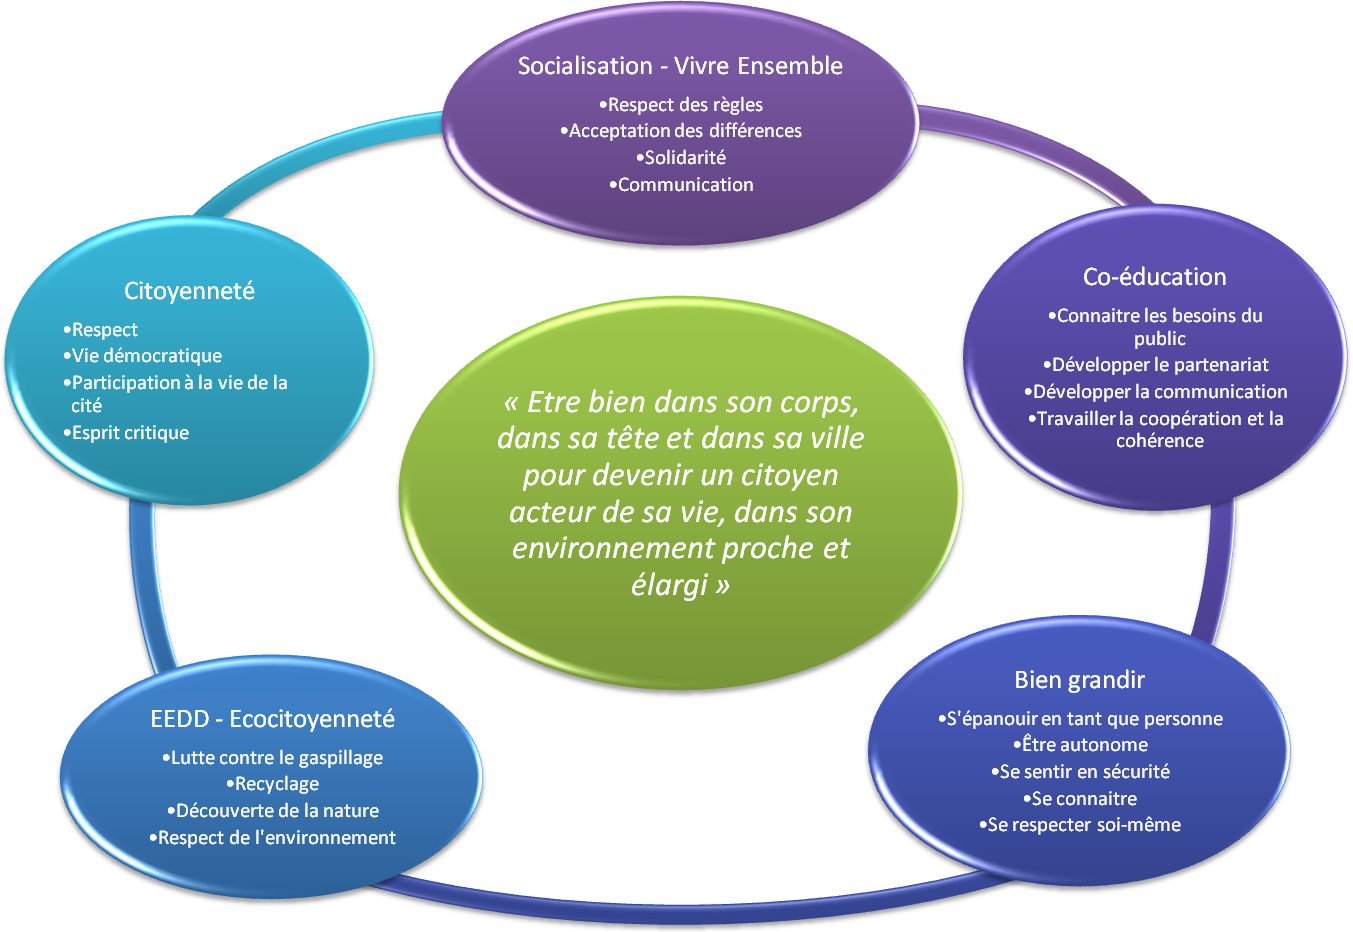 Socialisation - Vivre Ensemble
•Respect des règles
•Acceptation des différences
•Solidarité
•Communication
Citoyenneté
•Respect
•Vie démocratique
•Participation à la vie de la
cité
•Esprit critique
Co-éducation
•Connaitre les besoins du
public
•Développer le partenariat
•Développer la communication
•Travailler la coopération et la
cohérence
« Etre bien dans son corps,
dans sa tête et dans sa ville
pour devenir un citoyen
acteur de sa vie, dans son
environnement proche et
élargi »
EEDD - Ecocitoyenneté
•Lutte contre le gaspillage
•Recyclage
•Découverte de la nature
•Respect de l'environnement
Bien grandir
•S'épanouir en tant que personne
•Être autonome
•Se sentir en sécurité
•Se connaitre
•Se respecter soi-même